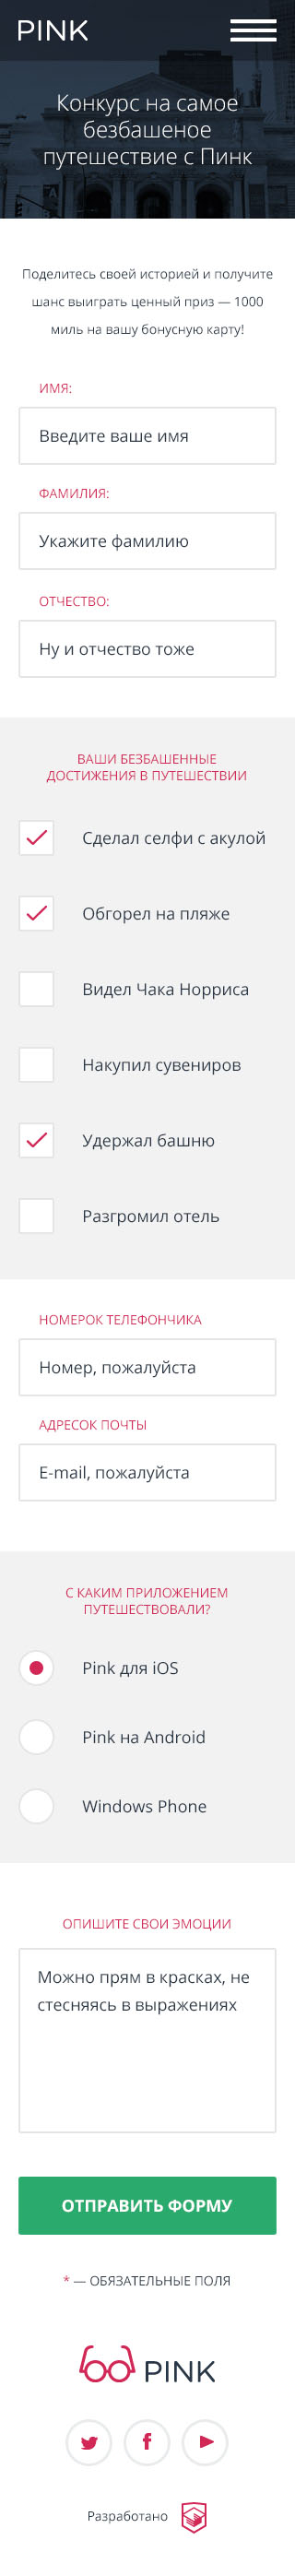 PINK
Конкурс на самое
безбашеное
путешествие с Пинк
Поделитесь своей историей и получите
шанс выиграть ценный приз — 1000
миль на вашу бонусную карту!
ИМЯ:
Введите ваше имя
ФАМИЛИЯ:
Укажите фамилию
ОТЧЕСТВО:
Ну и отчество тоже
ВАШИ БЕЗБАШЕННЫЕ
ДОСТИЖЕНИЯ В ПУТЕШЕСТВИИ
Сделал селфи с акулой
Обгорел на пляже
Видел Чака Норриса
Накупил сувениров
Удержал башню
Разгромил отель
НОМЕРОК ТЕЛЕФОНЧИКА
Номер, пожалуйста
АДРЕСОК ПОЧТЫ
E-mail, пожалуйста
С КАКИМ ПРИЛОЖЕНИЕМ
ПУТЕШЕСТВОВАЛИ?
Pink для iOS
Pink на Android
Windows Phone
ОПИШИТЕ СВОИ ЭМОЦИИ
Можно прям в красках, не
стесняясь в выражениях
ОТПРАВИТЬ ФОРМУ
* — ОБЯЗАТЕЛЬНЫЕ ПОЛЯ
PINK
Разработано